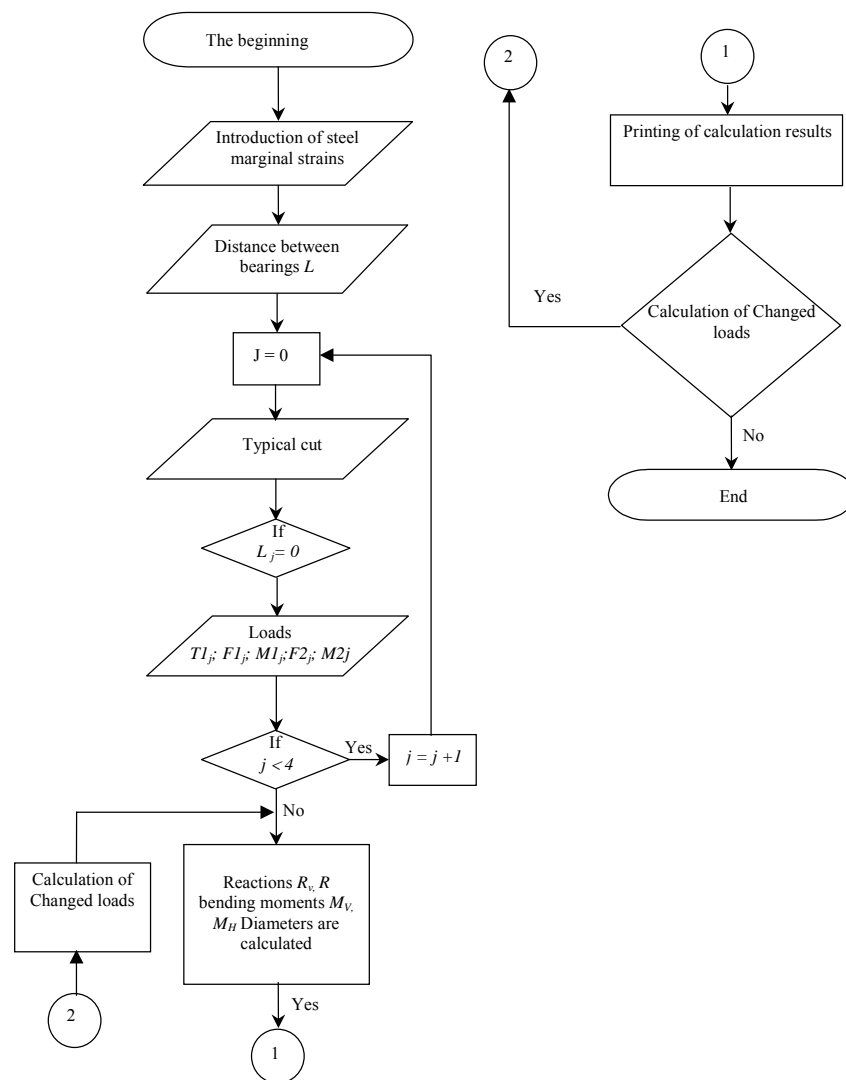 The beginning
Introduction of steel
marginal strains
Distance between
bearings L
J = 0
Typical cut
If
L j= 0
Loads
T1j; F1j; M1j;F2j; M2j
If
j < 4
Yes
j = j +1
No
Calculation of
Changed loads
Reactions Rv, R
bending moments MV,
MH Diameters are
calculated
2
Yes
1
2
1
Printing of calculation results
Yes
Calculation of Changed
loads
No
End